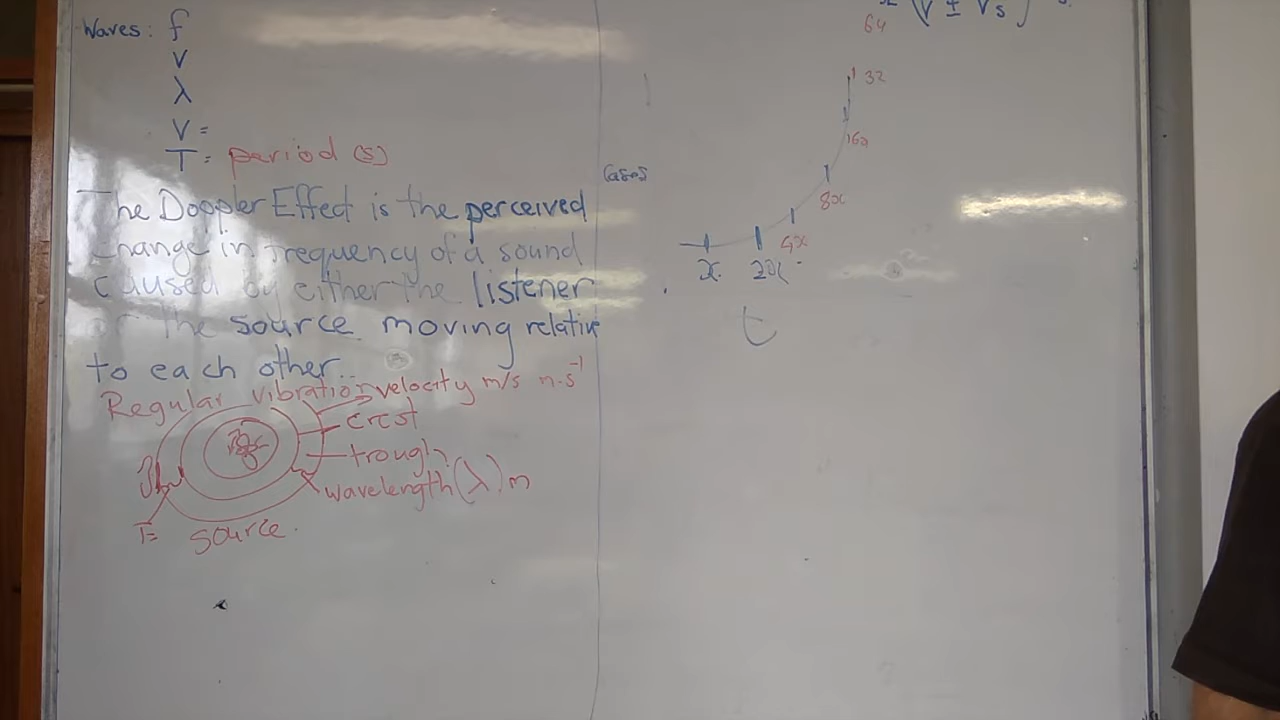 Waves: f
v
λ
v =
T = period (s)
The Doppler Effect is the perceived
change in frequency of a sound
caused by either the listener
or the source moving relative
to each other..
Regular vibration velocity m/s m·s⁻¹
crest
trough
wavelength (λ) m
T=
source.
(V ± Vs)
64
32
16x
Cases
8x
4x
x 2x
t